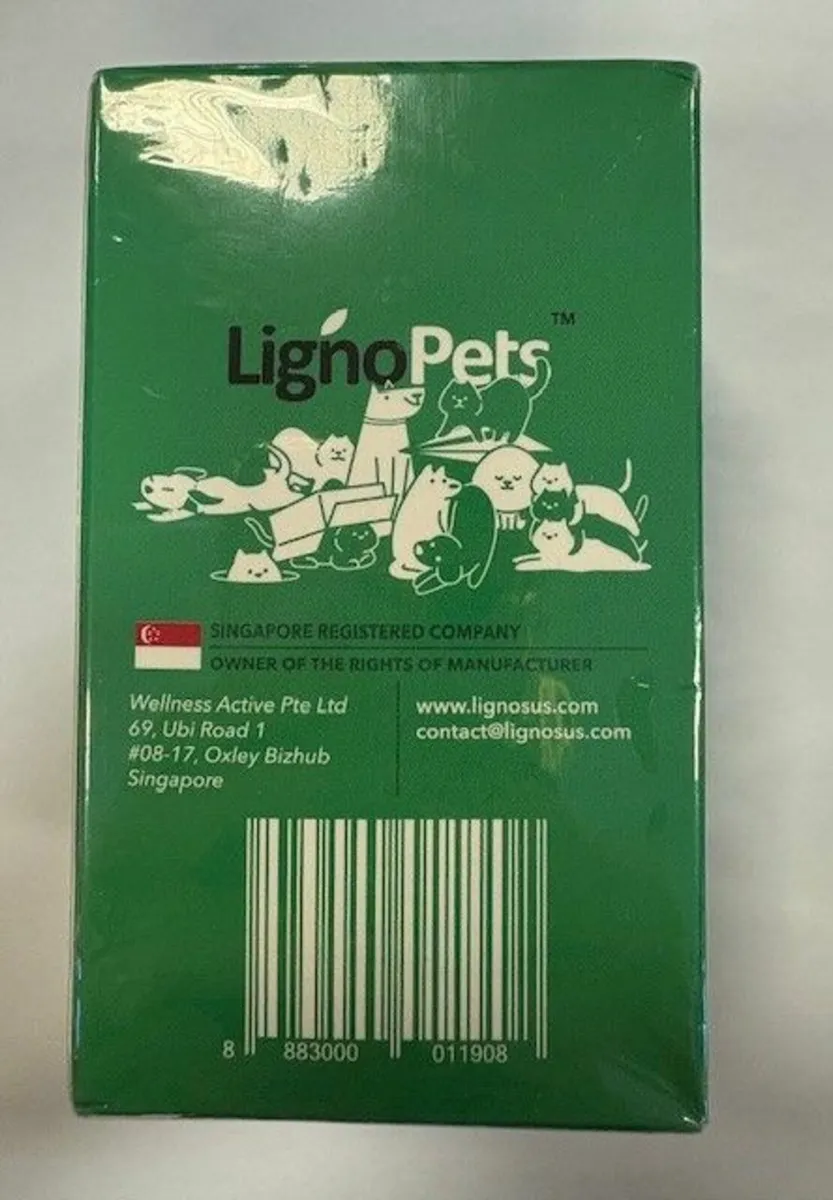 LignoPets™
SINGAPORE REGISTERED COMPANY
OWNER OF THE RIGHTS OF MANUFACTURER
Wellness Active Pte Ltd
69, Ubi Road 1
#08-17, Oxley Bizhub
Singapore
www.lignosus.com
contact@lignosus.com
8 883000 011908